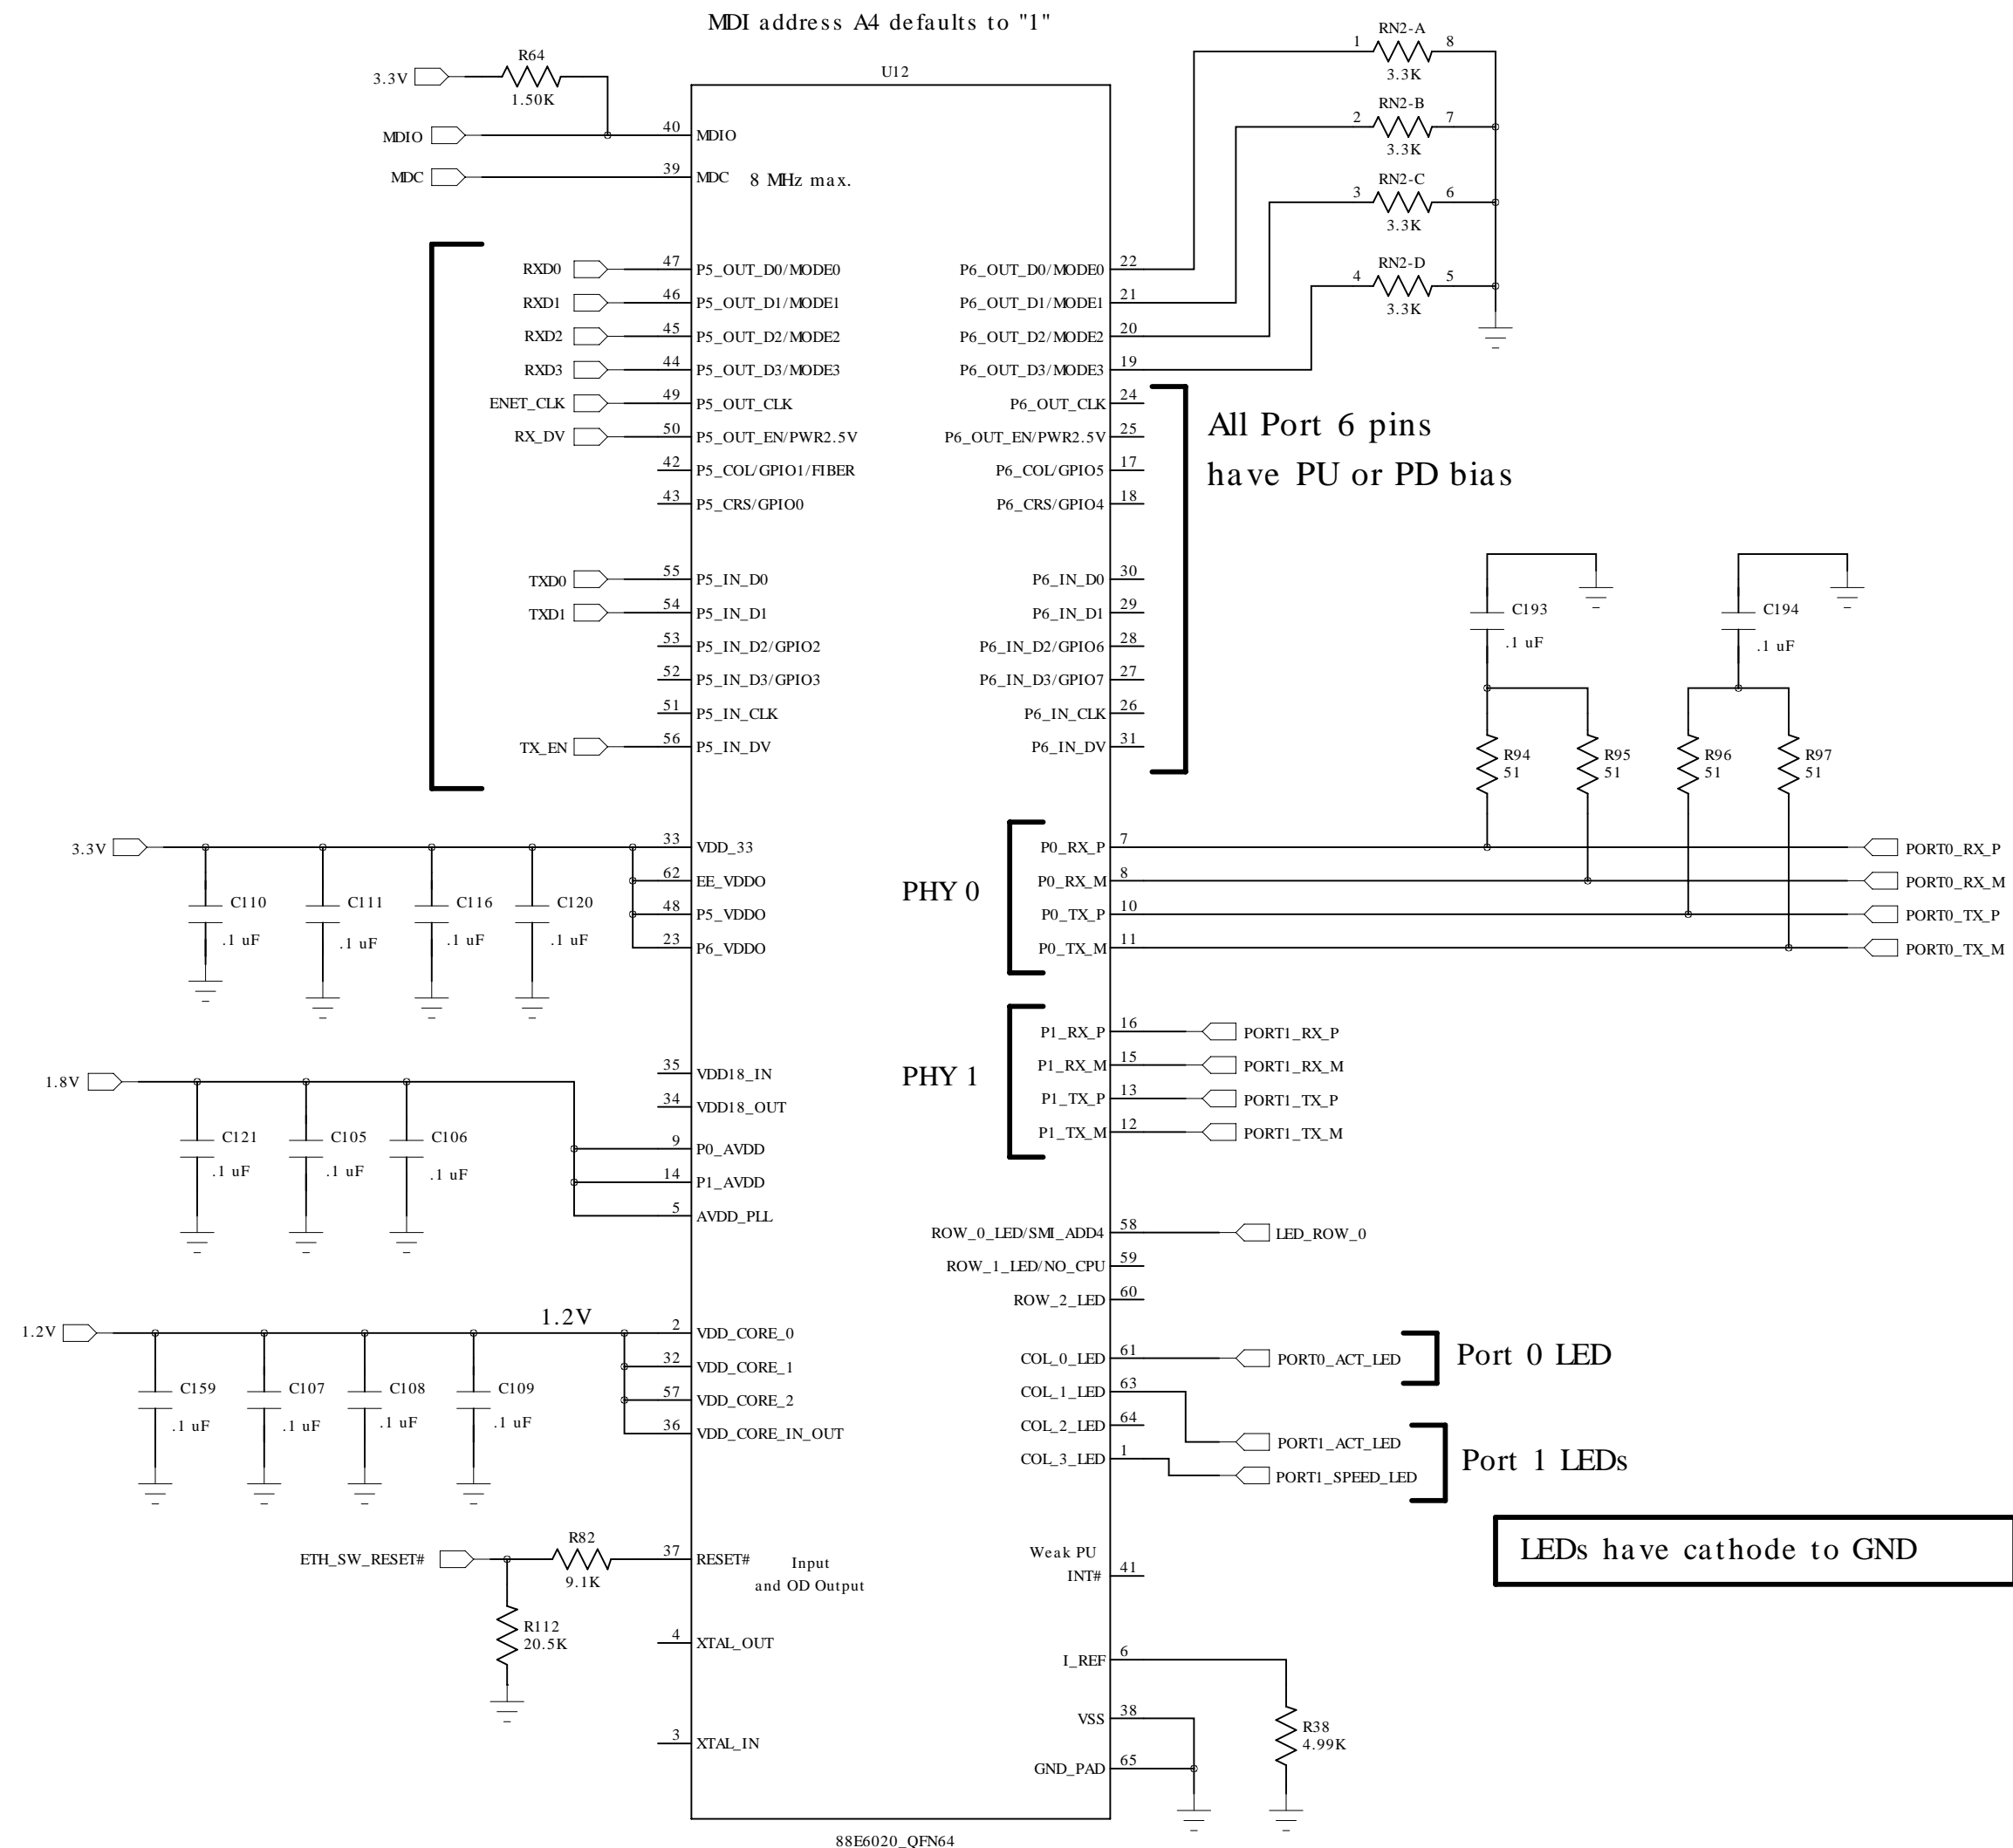 MDI address A4 defaults to "1"
U12
R64
3.3V
1.50K
MDIO
40
MDIO
MDC
39
MDC
8 MHz max.
RN2-A
1
8
3.3K
RN2-B
2
7
3.3K
RN2-C
3
6
3.3K
RN2-D
4
5
3.3K
RXD0
47
P5_OUT_D0/MODE0
RXD1
46
P5_OUT_D1/MODE1
RXD2
45
P5_OUT_D2/MODE2
RXD3
44
P5_OUT_D3/MODE3
ENET_CLK
49
P5_OUT_CLK
RX_DV
50
P5_OUT_EN/PWR2.5V
42
P5_COL/GPIO1/FIBER
43
P5_CRS/GPIO0
TXD0
55
P5_IN_D0
TXD1
54
P5_IN_D1
53
P5_IN_D2/GPIO2
52
P5_IN_D3/GPIO3
51
P5_IN_CLK
TX_EN
56
P5_IN_DV
P6_OUT_D0/MODE0
22
P6_OUT_D1/MODE1
21
P6_OUT_D2/MODE2
20
P6_OUT_D3/MODE3
19
P6_OUT_CLK
24
P6_OUT_EN/PWR2.5V
25
P6_COL/GPIO5
17
P6_CRS/GPIO4
18
P6_IN_D0
30
P6_IN_D1
29
P6_IN_D2/GPIO6
28
P6_IN_D3/GPIO7
27
P6_IN_CLK
26
P6_IN_DV
31
All Port 6 pins
have PU or PD bias
C193
.1 uF
C194
.1 uF
R94
51
R95
51
R96
51
R97
51
3.3V
33
VDD_33
62
EE_VDDO
48
P5_VDDO
23
P6_VDDO
C110
.1 uF
C111
.1 uF
C116
.1 uF
C120
.1 uF
PHY 0
P0_RX_P
7
PORT0_RX_P
P0_RX_M
8
PORT0_RX_M
P0_TX_P
10
PORT0_TX_P
P0_TX_M
11
PORT0_TX_M
PHY 1
P1_RX_P
16
PORT1_RX_P
P1_RX_M
15
PORT1_RX_M
P1_TX_P
13
PORT1_TX_P
P1_TX_M
12
PORT1_TX_M
1.8V
35
VDD18_IN
34
VDD18_OUT
9
P0_AVDD
14
P1_AVDD
5
AVDD_PLL
C121
.1 uF
C105
.1 uF
C106
.1 uF
ROW_0_LED/SMI_ADD4
58
LED_ROW_0
ROW_1_LED/NO_CPU
59
ROW_2_LED
60
1.2V
1.2V
2
VDD_CORE_0
32
VDD_CORE_1
57
VDD_CORE_2
36
VDD_CORE_IN_OUT
C159
.1 uF
C107
.1 uF
C108
.1 uF
C109
.1 uF
COL_0_LED
61
PORT0_ACT_LED
Port 0 LED
COL_1_LED
63
COL_2_LED
64
PORT1_ACT_LED
COL_3_LED
1
PORT1_SPEED_LED
Port 1 LEDs
LEDs have cathode to GND
ETH_SW_RESET#
R82
9.1K
37
RESET#
Input
and OD Output
R112
20.5K
4
XTAL_OUT
3
XTAL_IN
Weak PU
INT#
41
I_REF
6
VSS
38
GND_PAD
65
R38
4.99K
88E6020_QFN64